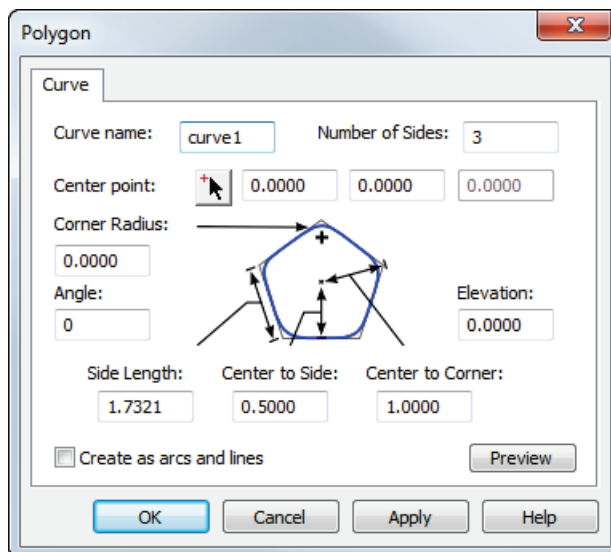 Polygon
Curve
Curve name: curve1 Number of Sides: 3
Center point: 0.0000 0.0000 0.0000
Corner Radius:
0.0000
Angle: Elevation:
0 0.0000
Side Length: Center to Side: Center to Corner:
1.7321 0.5000 1.0000
Create as arcs and lines Preview
OK Cancel Apply Help